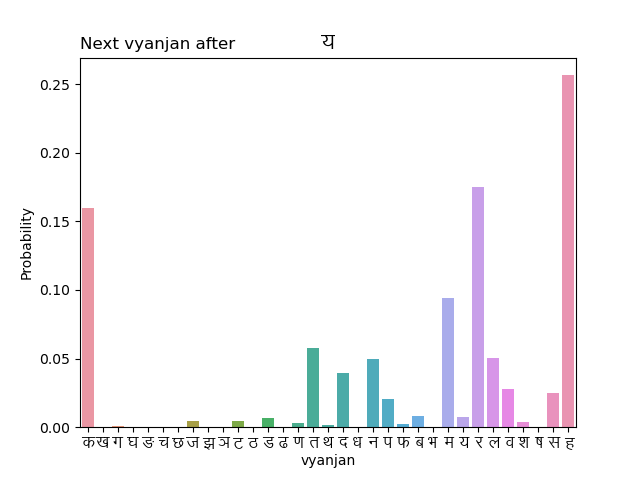 Next vyanjan after य
0.25
0.20
0.15
0.10
0.05
0.00
Probability
क ख ग घ ङ च छ ज झ ञ ट ठ ड ढ ण त थ द ध न प फ ब भ म य र ल व श ष स ह
vyanjan